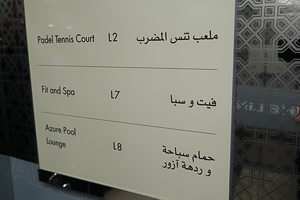 Padel Tennis Court L2 ملعب تنس المضرب
Fit and Spa L7 فيت و سبا
Azure Pool Lounge L8 حمام سباحة و ردهة آزور